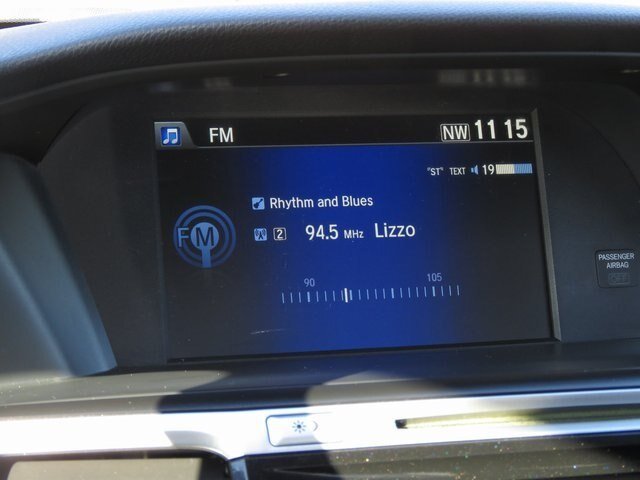 FM NW 11 15
"ST" TEXT 19
Rhythm and Blues
FM 2 94.5 MHz Lizzo
90 105
PASSENGER
AIRBAG
OFF